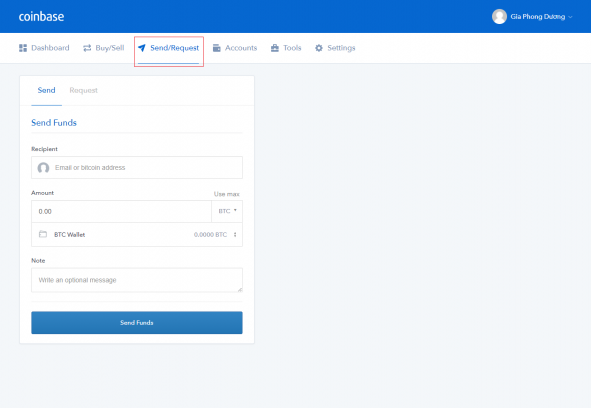 coinbase
Gia Phong Dương
Dashboard Buy/Sell Send/Request Accounts Tools Settings
Send Request
Send Funds
Recipient
Email or bitcoin address
Amount Use max
0.00 BTC
BTC Wallet 0.0000 BTC
Note
Write an optional message
Send Funds